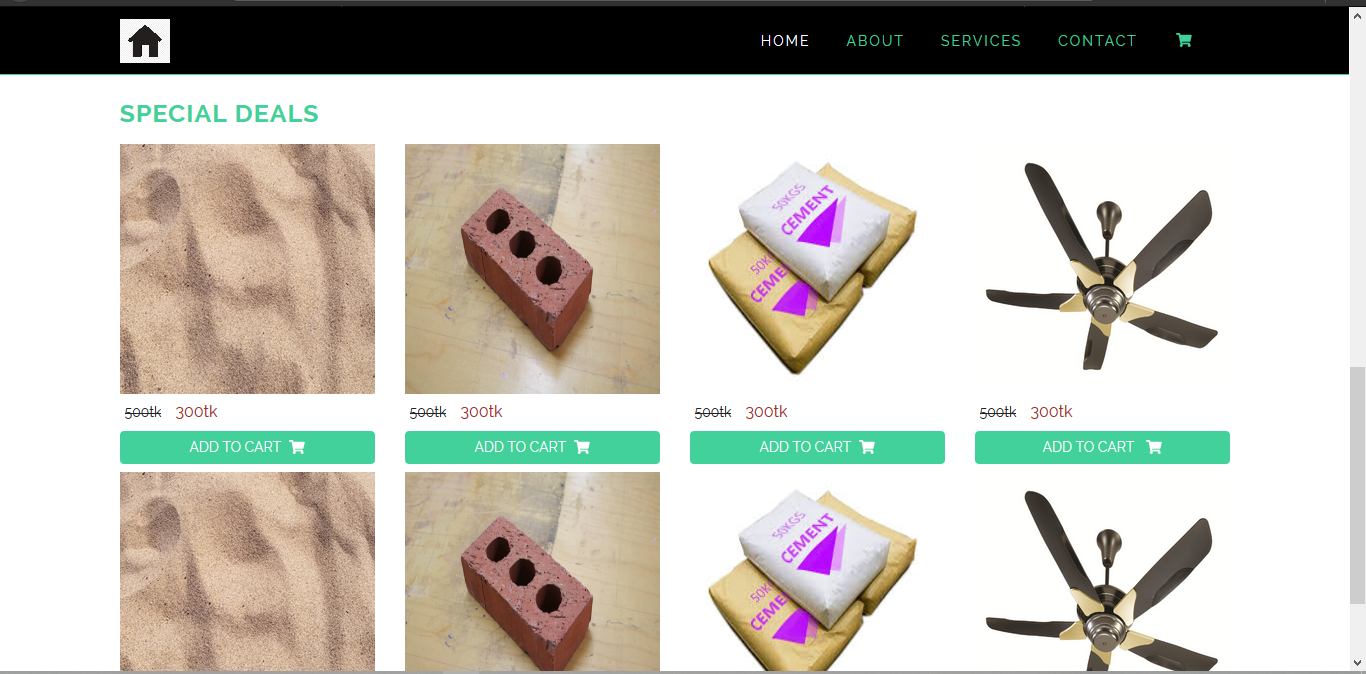 HOME ABOUT SERVICES CONTACT
SPECIAL DEALS
50KGS
CEMENT
50K
CEME
500tk 300tk 500tk 300tk 500tk 300tk 500tk 300tk
ADD TO CART ADD TO CART ADD TO CART ADD TO CART
50KGS
CEMENT
50K
CEME